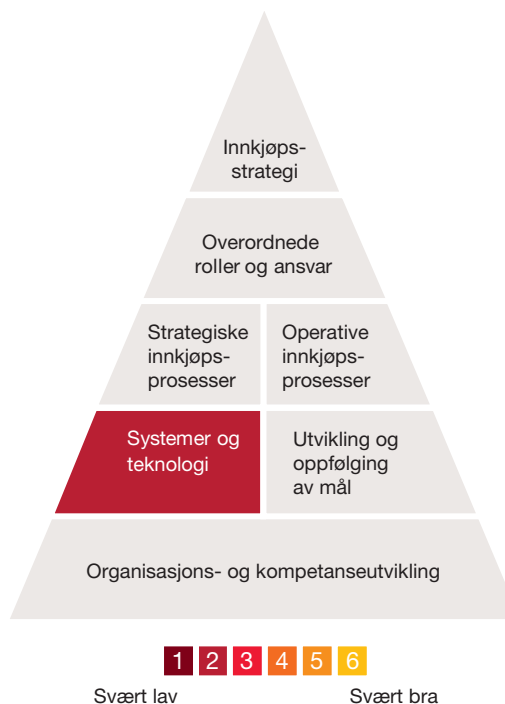 Innkjøps-
strategi
Overordnede
roller og ansvar
Strategiske
innkjøps-
prosesser
Operative
innkjøps-
prosesser
Systemer og
teknologi
Utvikling og
oppfølging
av mål
Organisasjons- og kompetanseutvikling
1 2 3 4 5 6
Svært lav Svært bra